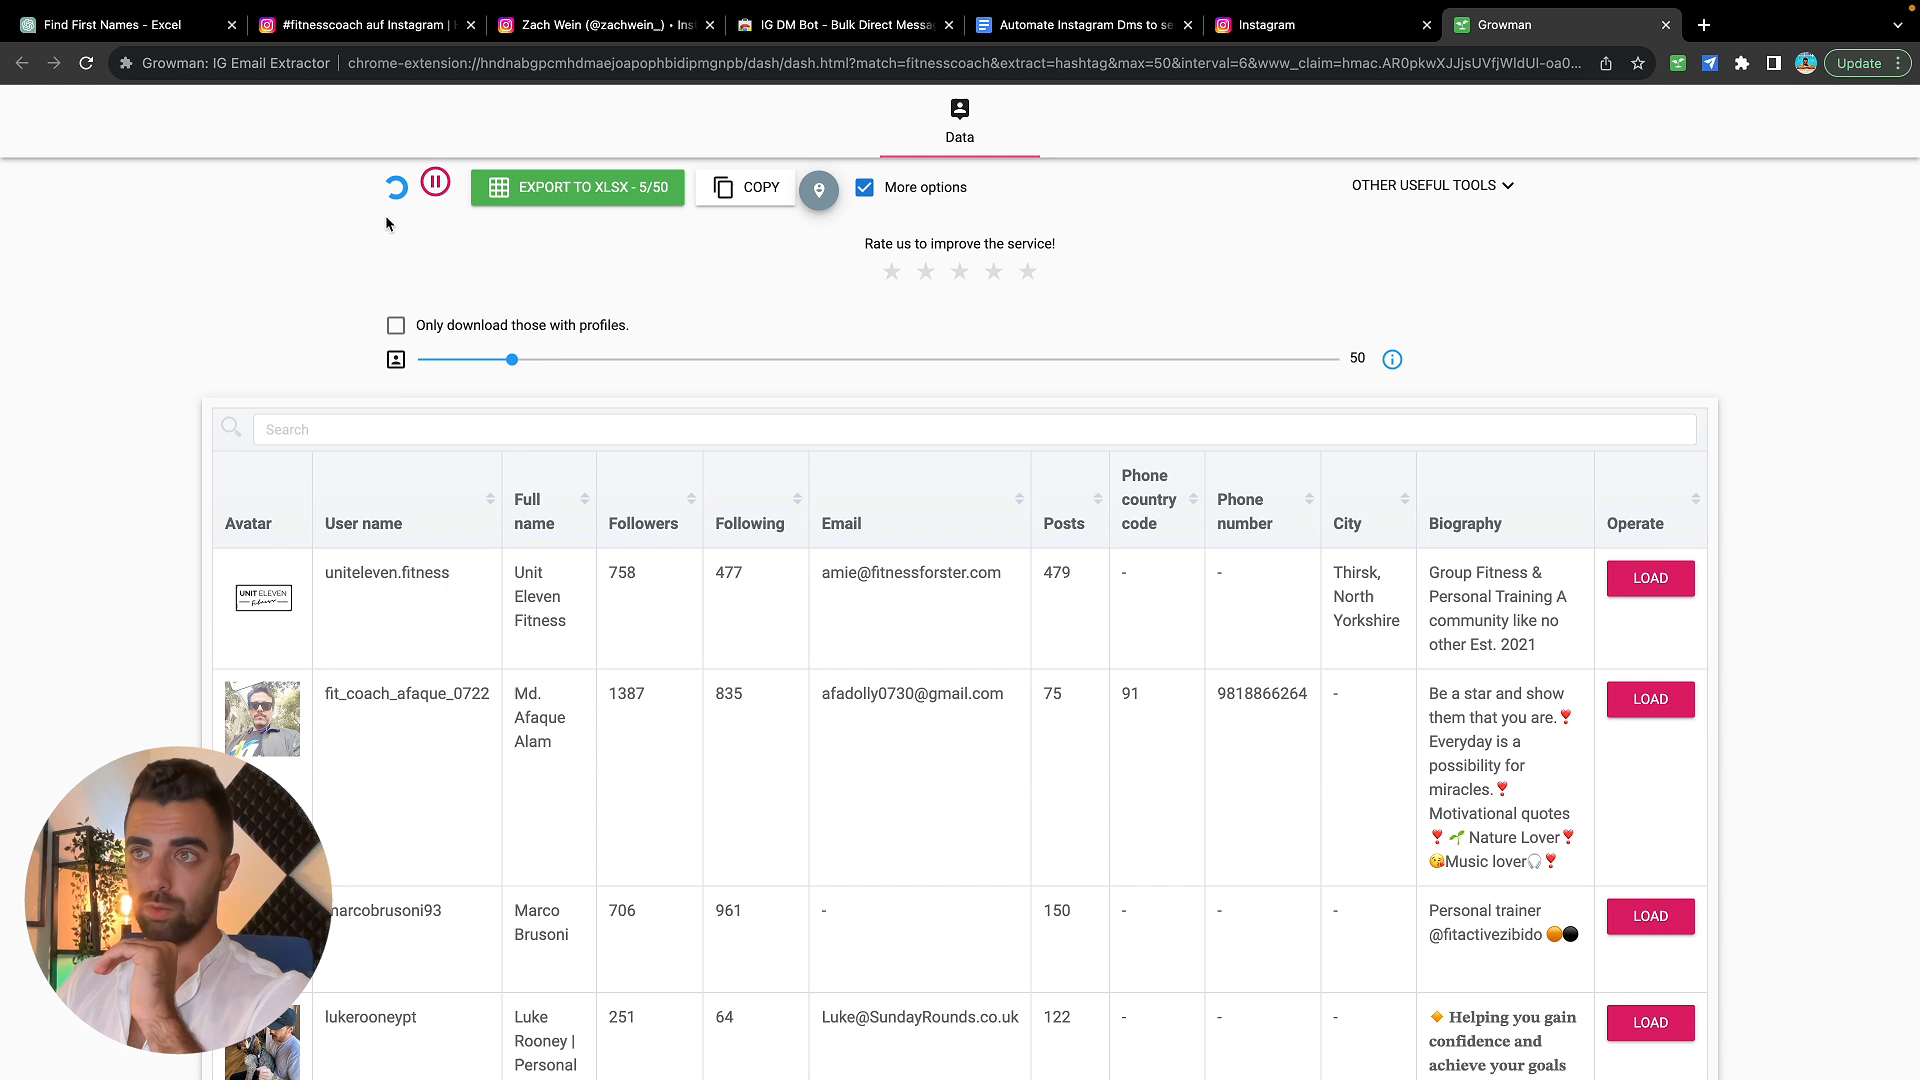 Find First Names - Excel
#fitnesscoach auf Instagram |
Zach Wein (@zachwein_) • Ins
IG DM Bot - Bulk Direct Messa
Automate Instagram Dms to se
Instagram
Growman
Growman: IG Email Extractor
chrome-extension://hndnabgpcmhdmaejoapophbidipmgnpb/dash/dash.html?match=fitnesscoach&extract=hashtag&max=50&interval=6&www_claim=hmac.AR0pkwXJJjsUVfjWldUl-oa0...
Update
Data
EXPORT TO XLSX - 5/50
COPY
More options
OTHER USEFUL TOOLS
Rate us to improve the service!
Only download those with profiles.
50
Search
Avatar
User name
Full
name
Followers
Following
Email
Posts
Phone
country
code
Phone
number
City
Biography
Operate
UNIT ELEVEN
Fitness
uniteleven.fitness
Unit
Eleven
Fitness
758
477
amie@fitnessforster.com
479
-
-
Thirsk,
North
Yorkshire
Group Fitness &
Personal Training A
community like no
other Est. 2021
LOAD
fit_coach_afaque_0722
Md.
Afaque
Alam
1387
835
afadolly0730@gmail.com
75
91
9818866264
-
Be a star and show
them that you are.❣️
Everyday is a
possibility for
miracles.❣️
Motivational quotes
❣️ 🌱 Nature Lover❣️
😘Music lover🎧❣️
LOAD
marcobrusoni93
Marco
Brusoni
706
961
-
150
-
-
-
Personal trainer
@fitactivezibido 🟠⚫
LOAD
lukerooneypt
Luke
Rooney |
Personal
251
64
Luke@SundayRounds.co.uk
122
-
-
-
🔸 Helping you gain
confidence and
achieve your goals
LOAD